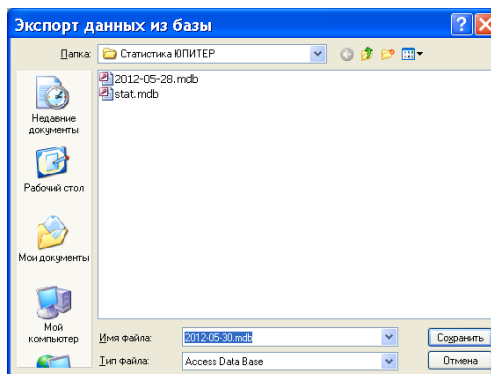 Экспорт данных из базы
Папка: Статистика ЮПИТЕР
2012-05-28.mdb
stat.mdb
Недавние документы
Рабочий стол
Мои документы
Мой компьютер
Имя файла: 2012-05-30.mdb Сохранить
Тип файла: Access Data Base Отмена